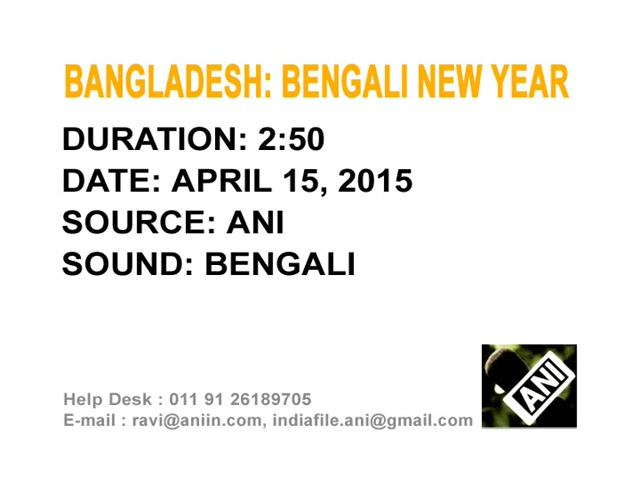 BANGLADESH: BENGALI NEW YEAR
DURATION: 2:50
DATE: APRIL 15, 2015
SOURCE: ANI
SOUND: BENGALI
Help Desk : 011 91 26189705
E-mail : ravi@aniin.com, indiafile.ani@gmail.com
ANI